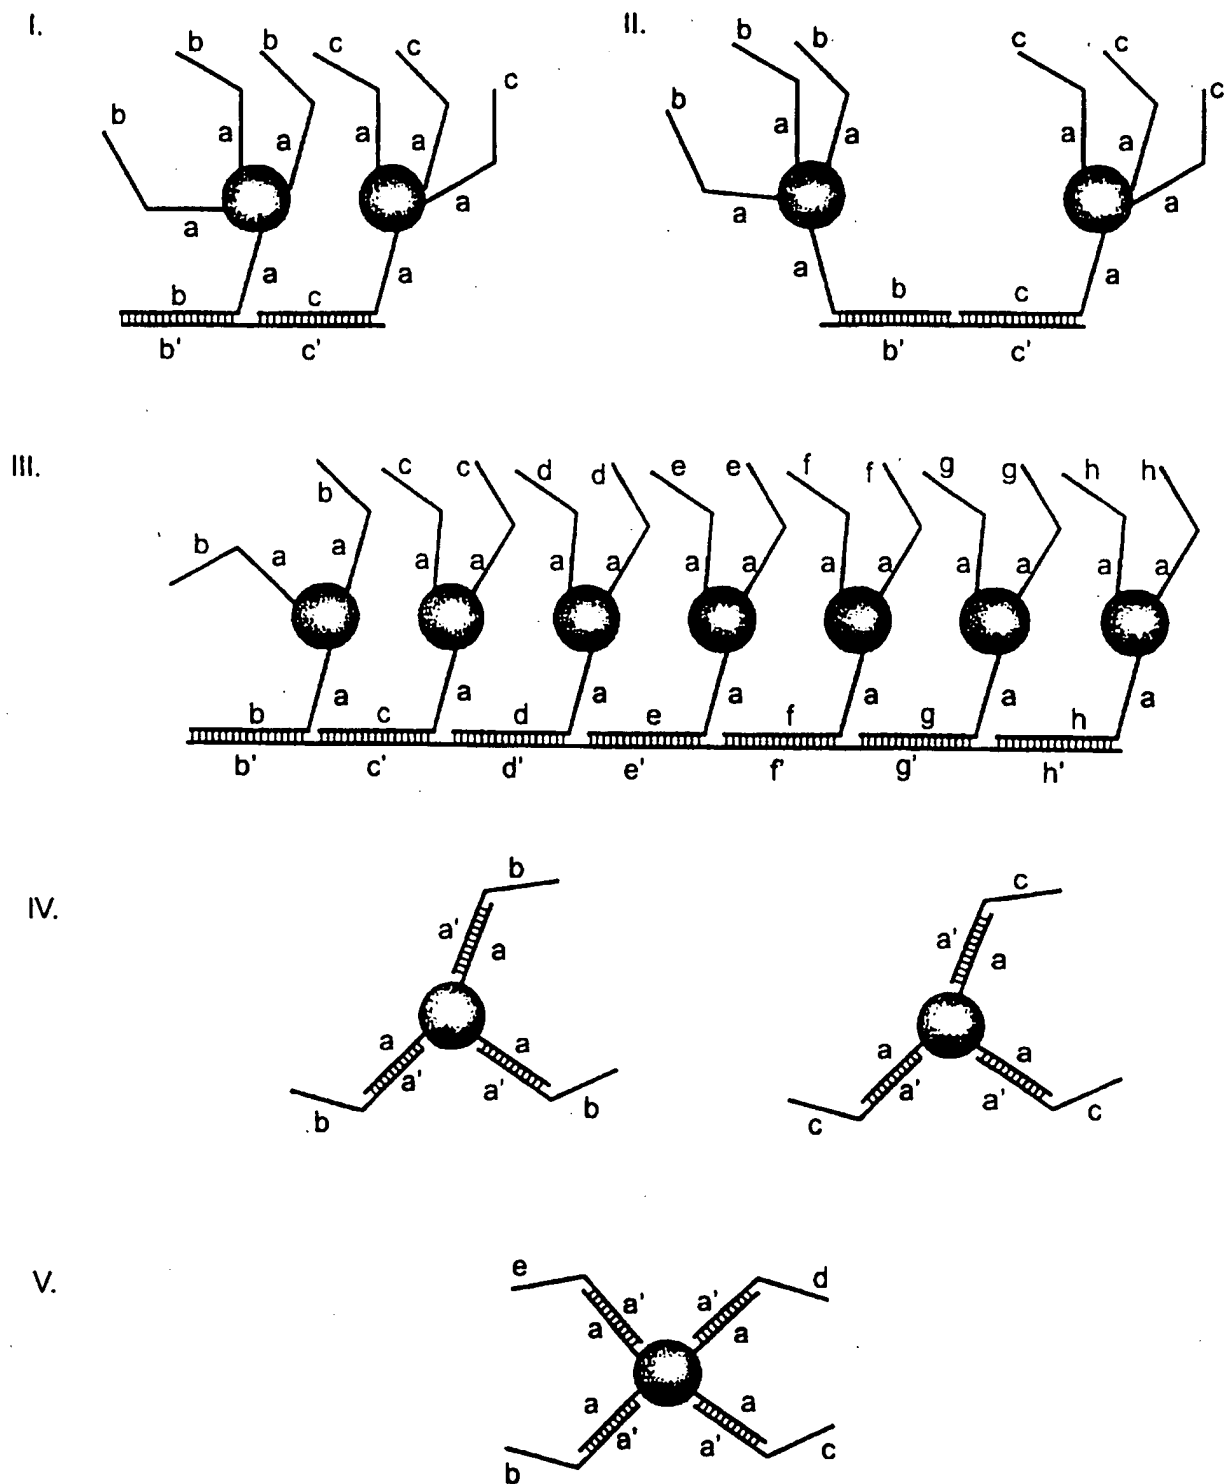 I. II.
b b c c c b b b c c c
b
a a a a a a a a a a
a a a a
b c b c
b' c' b' c'
III.
b b c c d d e e f f g g h h
a a a a a a a a a a a a a a
a a a a a a a
b c d e f g h
b' c' d' e' f' g' h'
IV.
b c
a' a a' a
a a a a
a' a' a' a'
b b c c
V.
e d
a' a'
a a
a a
a' a'
b c